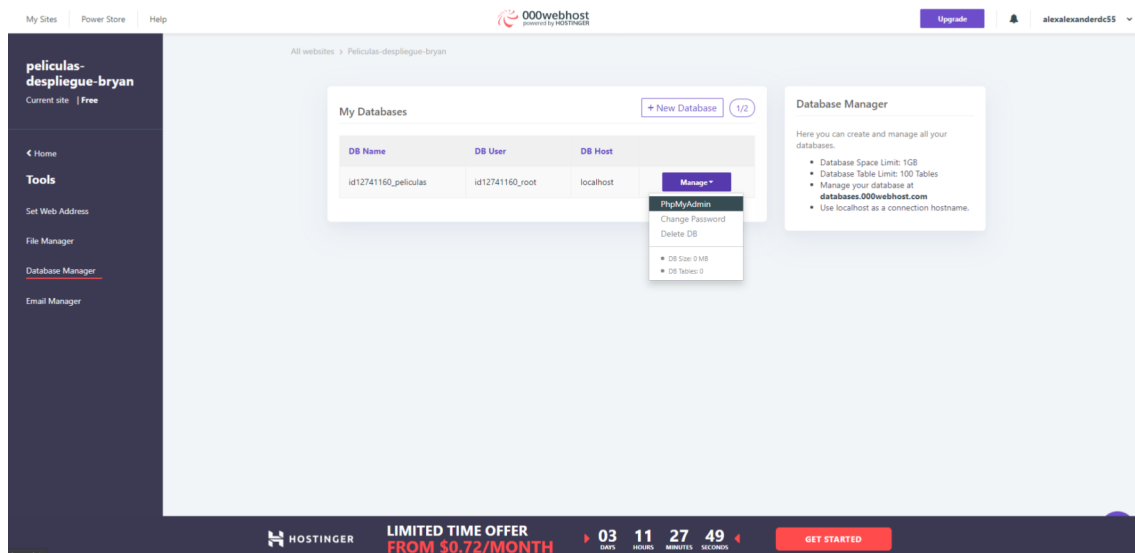 My Sites
Power Store
Help
000webhost
powered by HOSTINGER
Upgrade
alexalexanderdc55
peliculas-
despliegue-bryan
Current site | Free
Home
Tools
Set Web Address
File Manager
Database Manager
Email Manager
All websites > Peliculas-despliegue-bryan
My Databases
+ New Database
1/2
DB Name DB User DB Host
id12741160_peliculas id12741160_root localhost Manage
PhpMyAdmin
Change Password
Delete DB
DB Size: 0 MB
DB Tables: 0
Database Manager
Here you can create and manage all your
databases.
Database Space Limit: 1GB
Database Table Limit: 100 Tables
Manage your database at
databases.000webhost.com
Use localhost as a connection hostname.
HOSTINGER
LIMITED TIME OFFER
FROM $0.72/MONTH
03 11 27 49
DAYS HOURS MINUTES SECONDS
GET STARTED